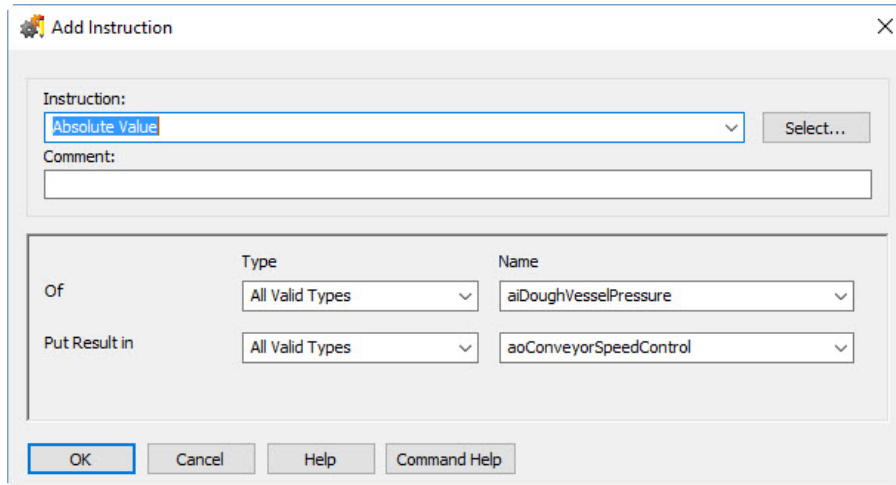 Add Instruction
Instruction:
Absolute Value
Select...
Comment:
Type Name
Of All Valid Types aiDoughVesselPressure
Put Result in All Valid Types aoConveyorSpeedControl
OK Cancel Help Command Help